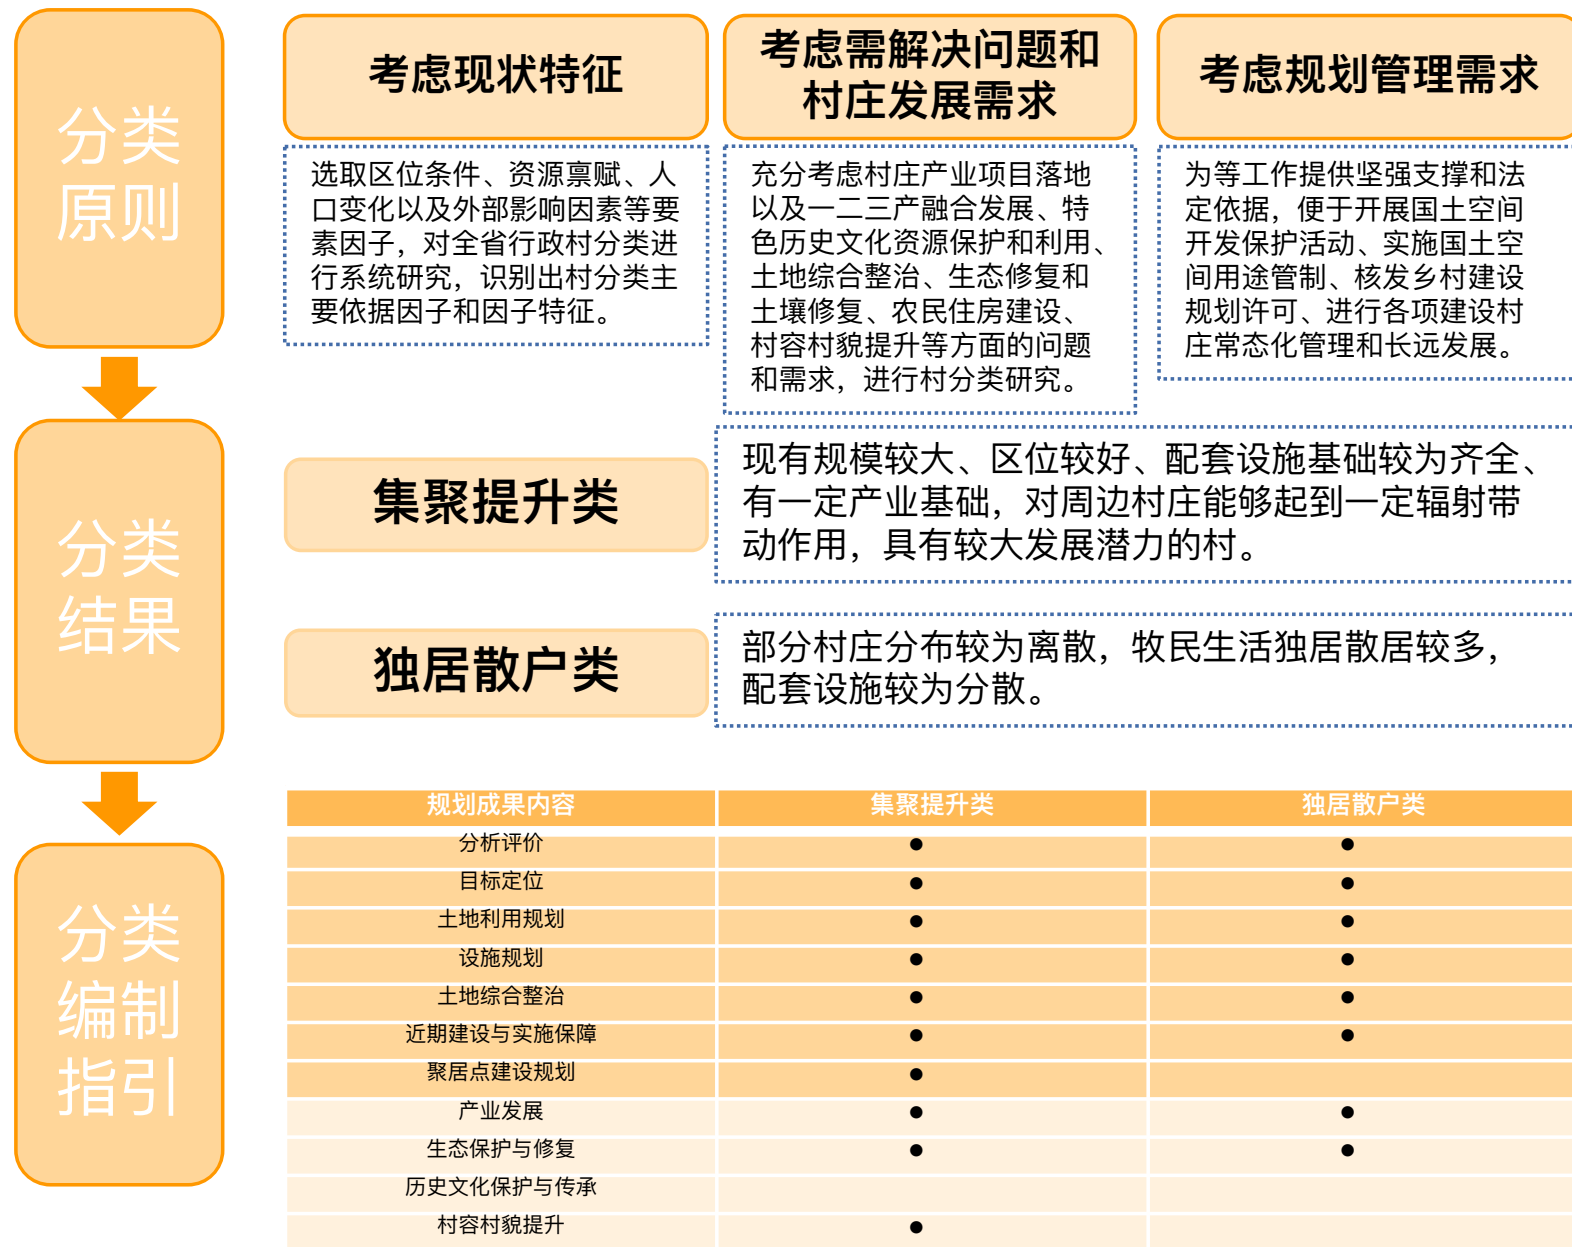 分类
原则
考虑现状特征
选取区位条件、资源禀赋、人
口变化以及外部影响因素等要
素因子，对全省行政村分类进
行系统研究，识别出村分类主
要依据因子和因子特征。
考虑需解决问题和
村庄发展需求
充分考虑村庄产业项目落地
以及一二三产融合发展、特
色历史文化资源保护和利用、
土地综合整治、生态修复和
土壤修复、农民住房建设、
村容村貌提升等方面的问题
和需求，进行村分类研究。
考虑规划管理需求
为等工作提供坚强支撑和法
定依据，便于开展国土空间
开发保护活动、实施国土空
间用途管制、核发乡村建设
规划许可、进行各项建设村
庄常态化管理和长远发展。
分类
结果
集聚提升类
现有规模较大、区位较好、配套设施基础较为齐全、
有一定产业基础，对周边村庄能够起到一定辐射带
动作用，具有较大发展潜力的村。
独居散户类
部分村庄分布较为离散，牧民生活独居散居较多，
配套设施较为分散。
分类
编制
指引
规划成果内容 集聚提升类 独居散户类
分析评价 ● ●
目标定位 ● ●
土地利用规划 ● ●
设施规划 ● ●
土地综合整治 ● ●
近期建设与实施保障 ● ●
聚居点建设规划 ●
产业发展 ● ●
生态保护与修复 ● ●
历史文化保护与传承
村容村貌提升 ●